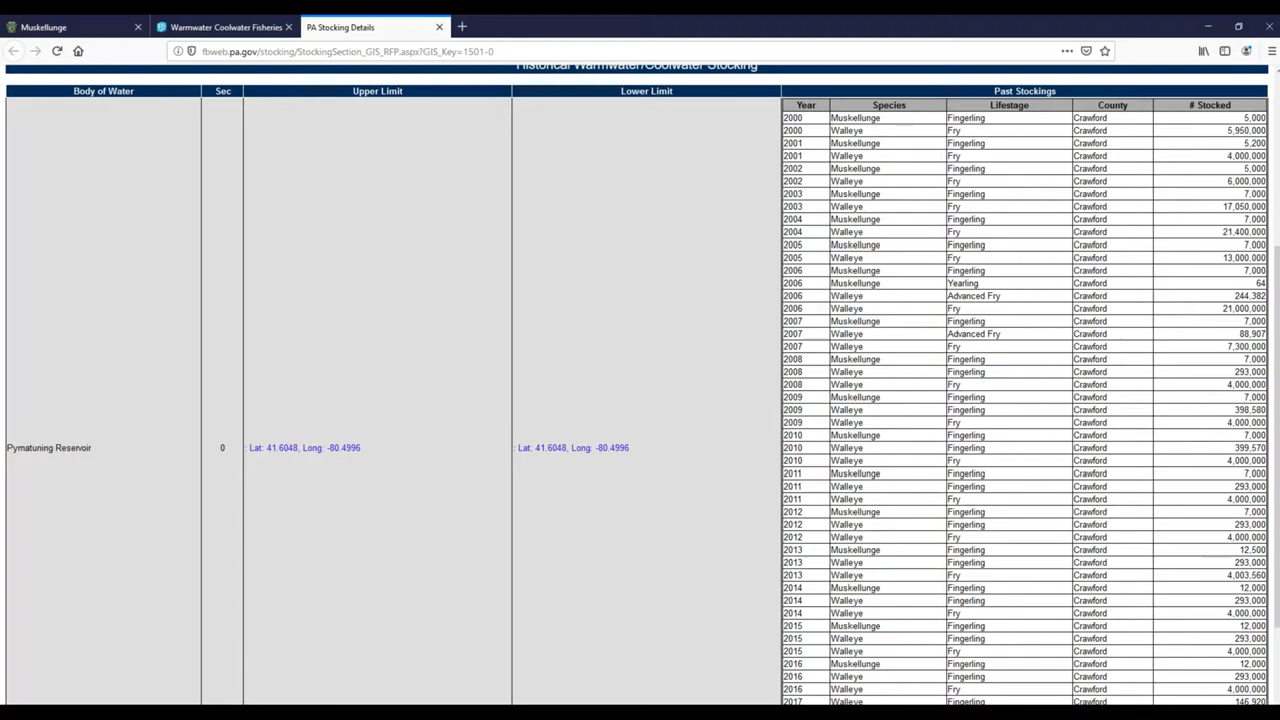 Muskellunge
Warmwater Coolwater Fisheries
PA Stocking Details
fbweb.pa.gov/stocking/StockingSection_GIS_RFP.aspx?GIS_Key=1501-0
Historical Warmwater/Coolwater Stocking
Body of Water Sec Upper Limit Lower Limit Past Stockings
Year Species Lifestage County # Stocked
2000 Muskellunge Fingerling Crawford 5,000
2000 Walleye Fry Crawford 5,950,000
2001 Muskellunge Fingerling Crawford 5,200
2001 Walleye Fry Crawford 4,000,000
2002 Muskellunge Fingerling Crawford 5,000
2002 Walleye Fry Crawford 6,000,000
2003 Muskellunge Fingerling Crawford 7,000
2003 Walleye Fry Crawford 17,050,000
2004 Muskellunge Fingerling Crawford 7,000
2004 Walleye Fry Crawford 21,400,000
2005 Muskellunge Fingerling Crawford 7,000
2005 Walleye Fry Crawford 13,000,000
2006 Muskellunge Fingerling Crawford 7,000
2006 Muskellunge Yearling Crawford 64
2006 Walleye Advanced Fry Crawford 244,382
2006 Walleye Fry Crawford 21,000,000
2007 Muskellunge Fingerling Crawford 7,000
2007 Walleye Advanced Fry Crawford 88,907
2007 Walleye Fry Crawford 7,300,000
2008 Muskellunge Fingerling Crawford 7,000
2008 Walleye Fingerling Crawford 293,000
2008 Walleye Fry Crawford 4,000,000
2009 Muskellunge Fingerling Crawford 7,000
2009 Walleye Fingerling Crawford 398,580
2009 Walleye Fry Crawford 4,000,000
2010 Muskellunge Fingerling Crawford 7,000
Pymatuning Reservoir 0 : Lat: 41.6048, Long: -80.4996 : Lat: 41.6048, Long: -80.4996 2010 Walleye Fingerling Crawford 399,570
2010 Walleye Fry Crawford 4,000,000
2011 Muskellunge Fingerling Crawford 7,000
2011 Walleye Fingerling Crawford 293,000
2011 Walleye Fry Crawford 4,000,000
2012 Muskellunge Fingerling Crawford 7,000
2012 Walleye Fingerling Crawford 293,000
2012 Walleye Fry Crawford 4,000,000
2013 Muskellunge Fingerling Crawford 12,500
2013 Walleye Fingerling Crawford 293,000
2013 Walleye Fry Crawford 4,003,560
2014 Muskellunge Fingerling Crawford 12,000
2014 Walleye Fingerling Crawford 293,000
2014 Walleye Fry Crawford 4,000,000
2015 Muskellunge Fingerling Crawford 12,000
2015 Walleye Fingerling Crawford 293,000
2015 Walleye Fry Crawford 4,000,000
2016 Muskellunge Fingerling Crawford 12,000
2016 Walleye Fingerling Crawford 293,000
2016 Walleye Fry Crawford 4,000,000
2017 Walleye Fingerling Crawford 146,920